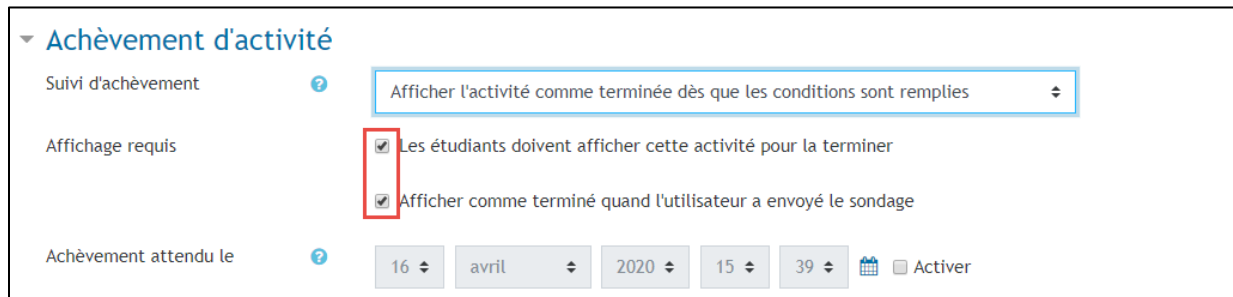 Achèvement d'activité
Suivi d'achèvement
Afficher l'activité comme terminée dès que les conditions sont remplies
Affichage requis
Les étudiants doivent afficher cette activité pour la terminer
Afficher comme terminé quand l'utilisateur a envoyé le sondage
Achèvement attendu le
16 avril 2020 15 39 Activer